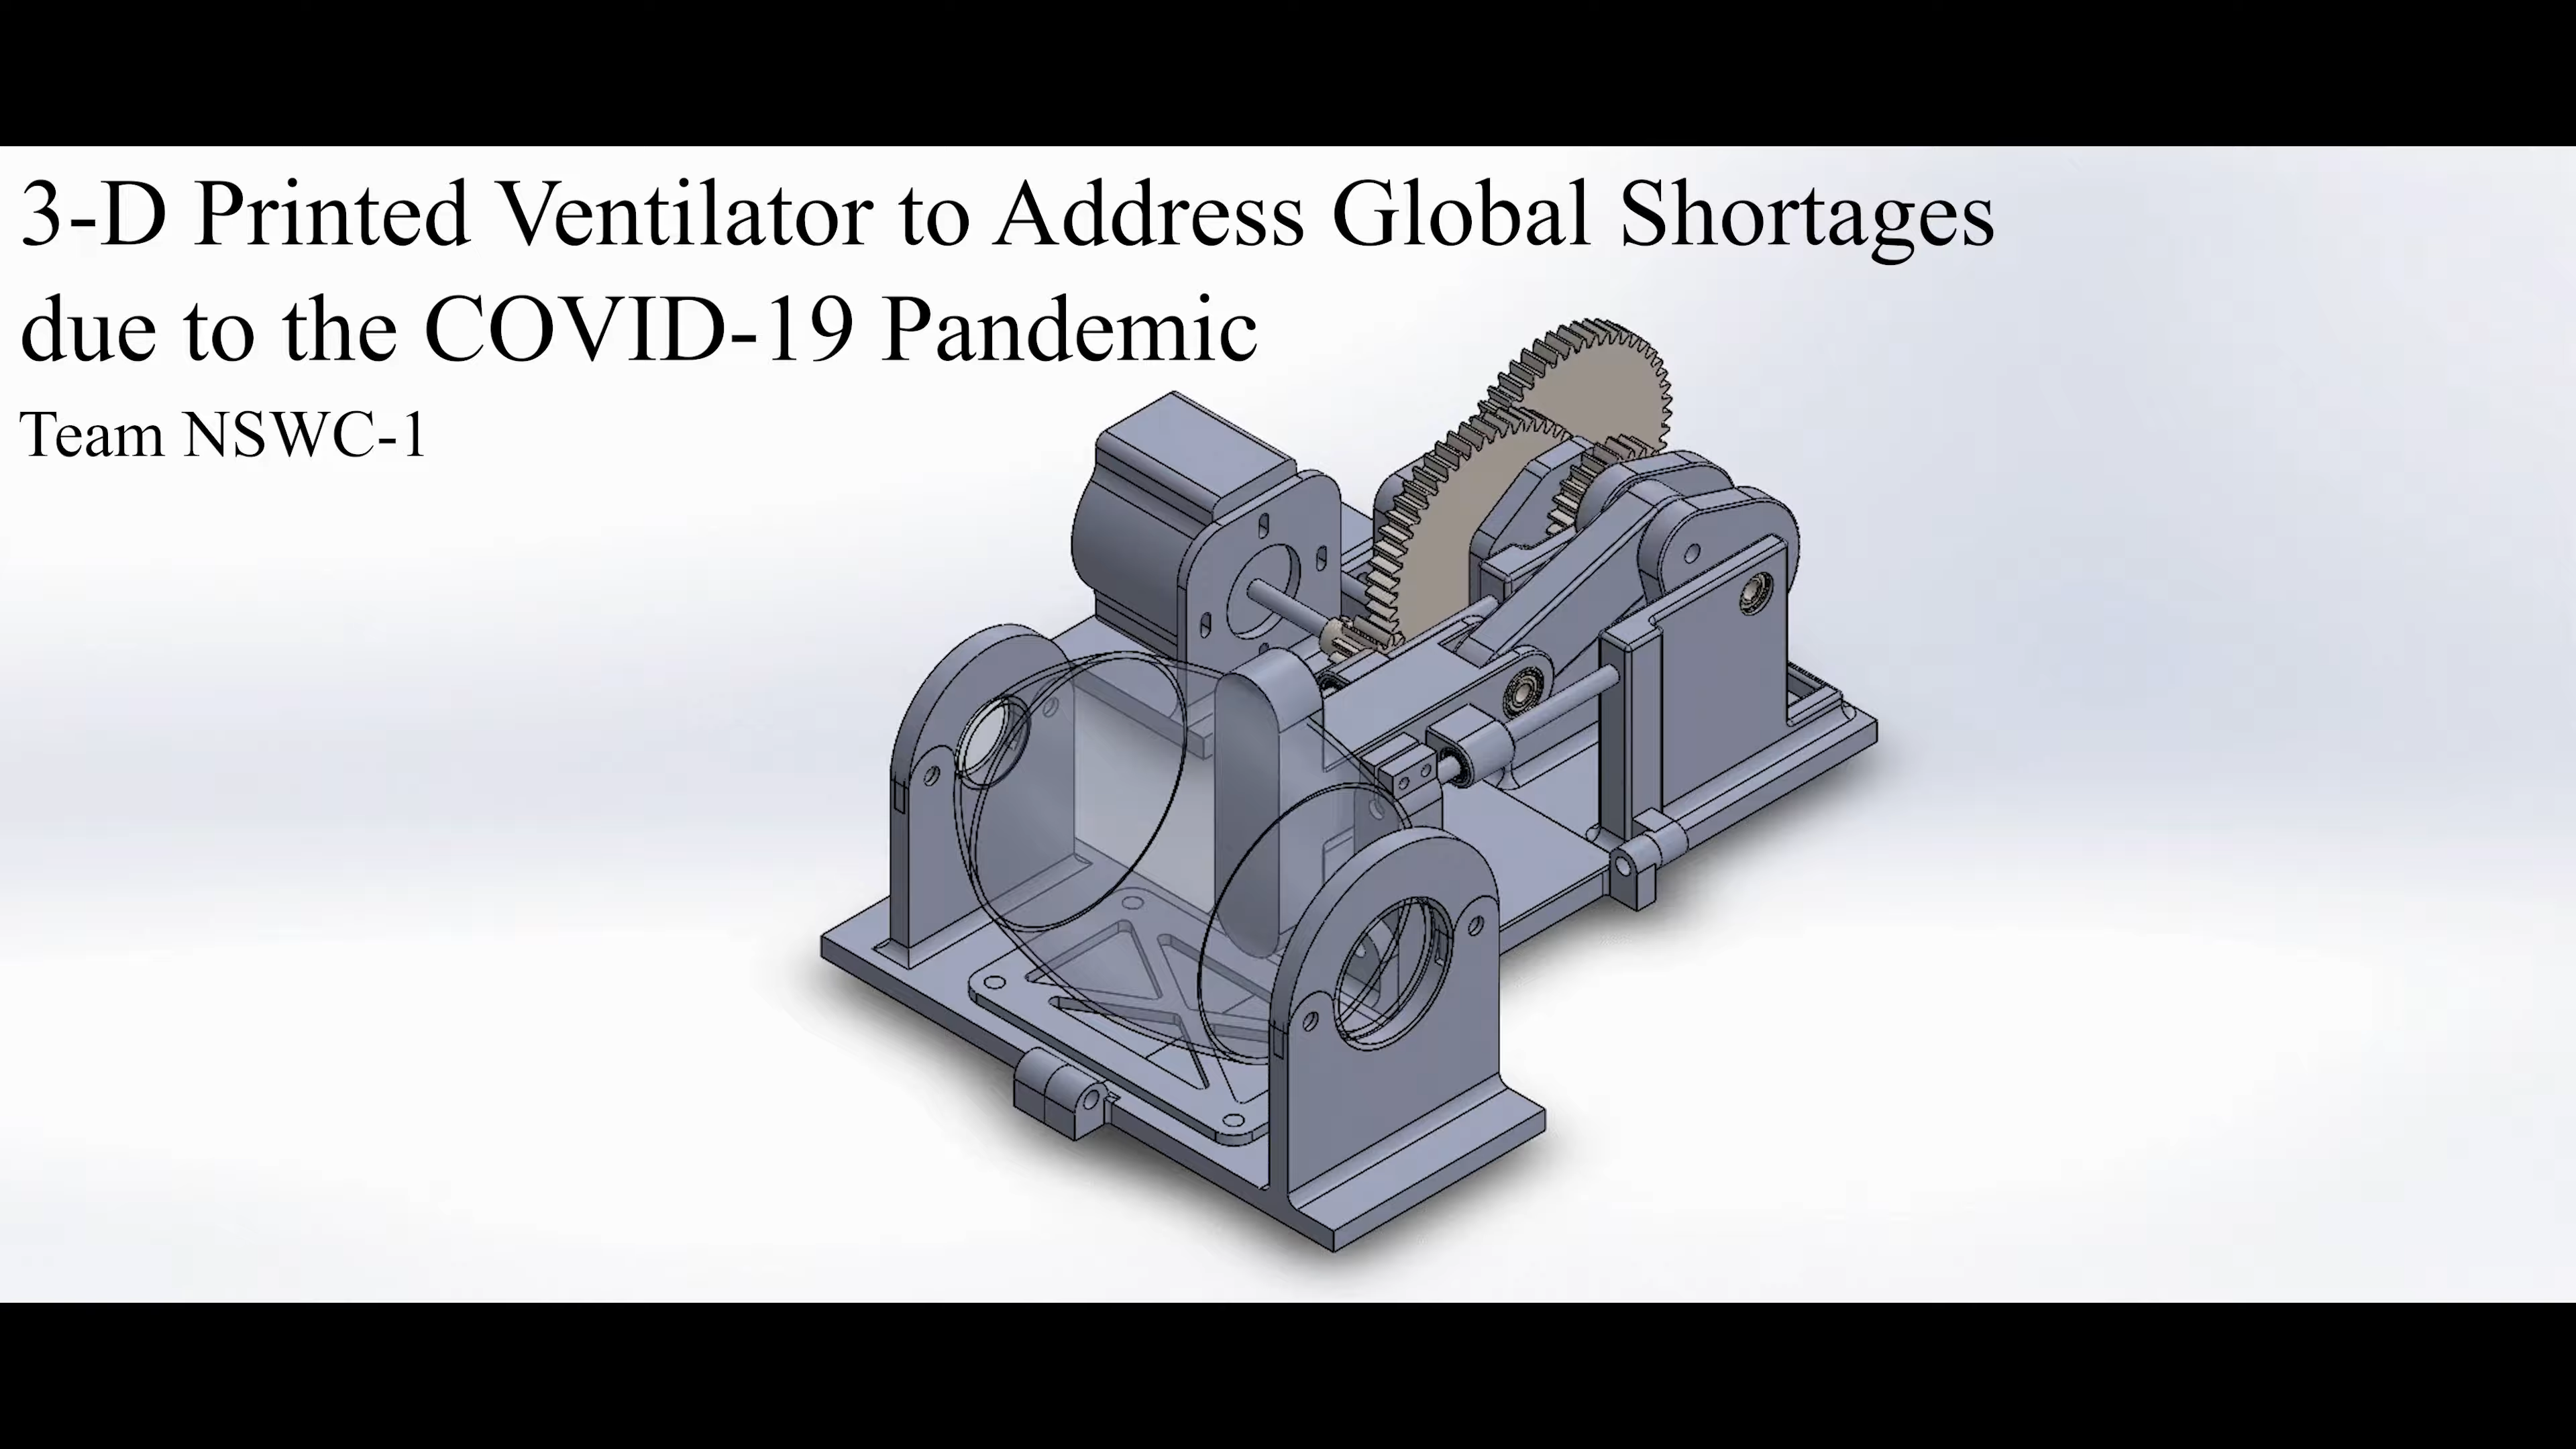 3-D Printed Ventilator to Address Global Shortages
due to the COVID-19 Pandemic
Team NSWC-1